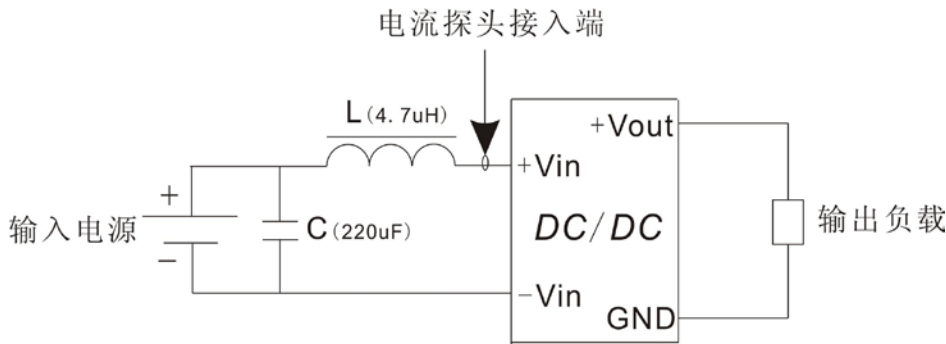 电流探头接入端
L(4.7uH)
+Vout
+Vin
+
输入电源
C(220uF)
DC/DC
输出负载
−
−Vin
GND